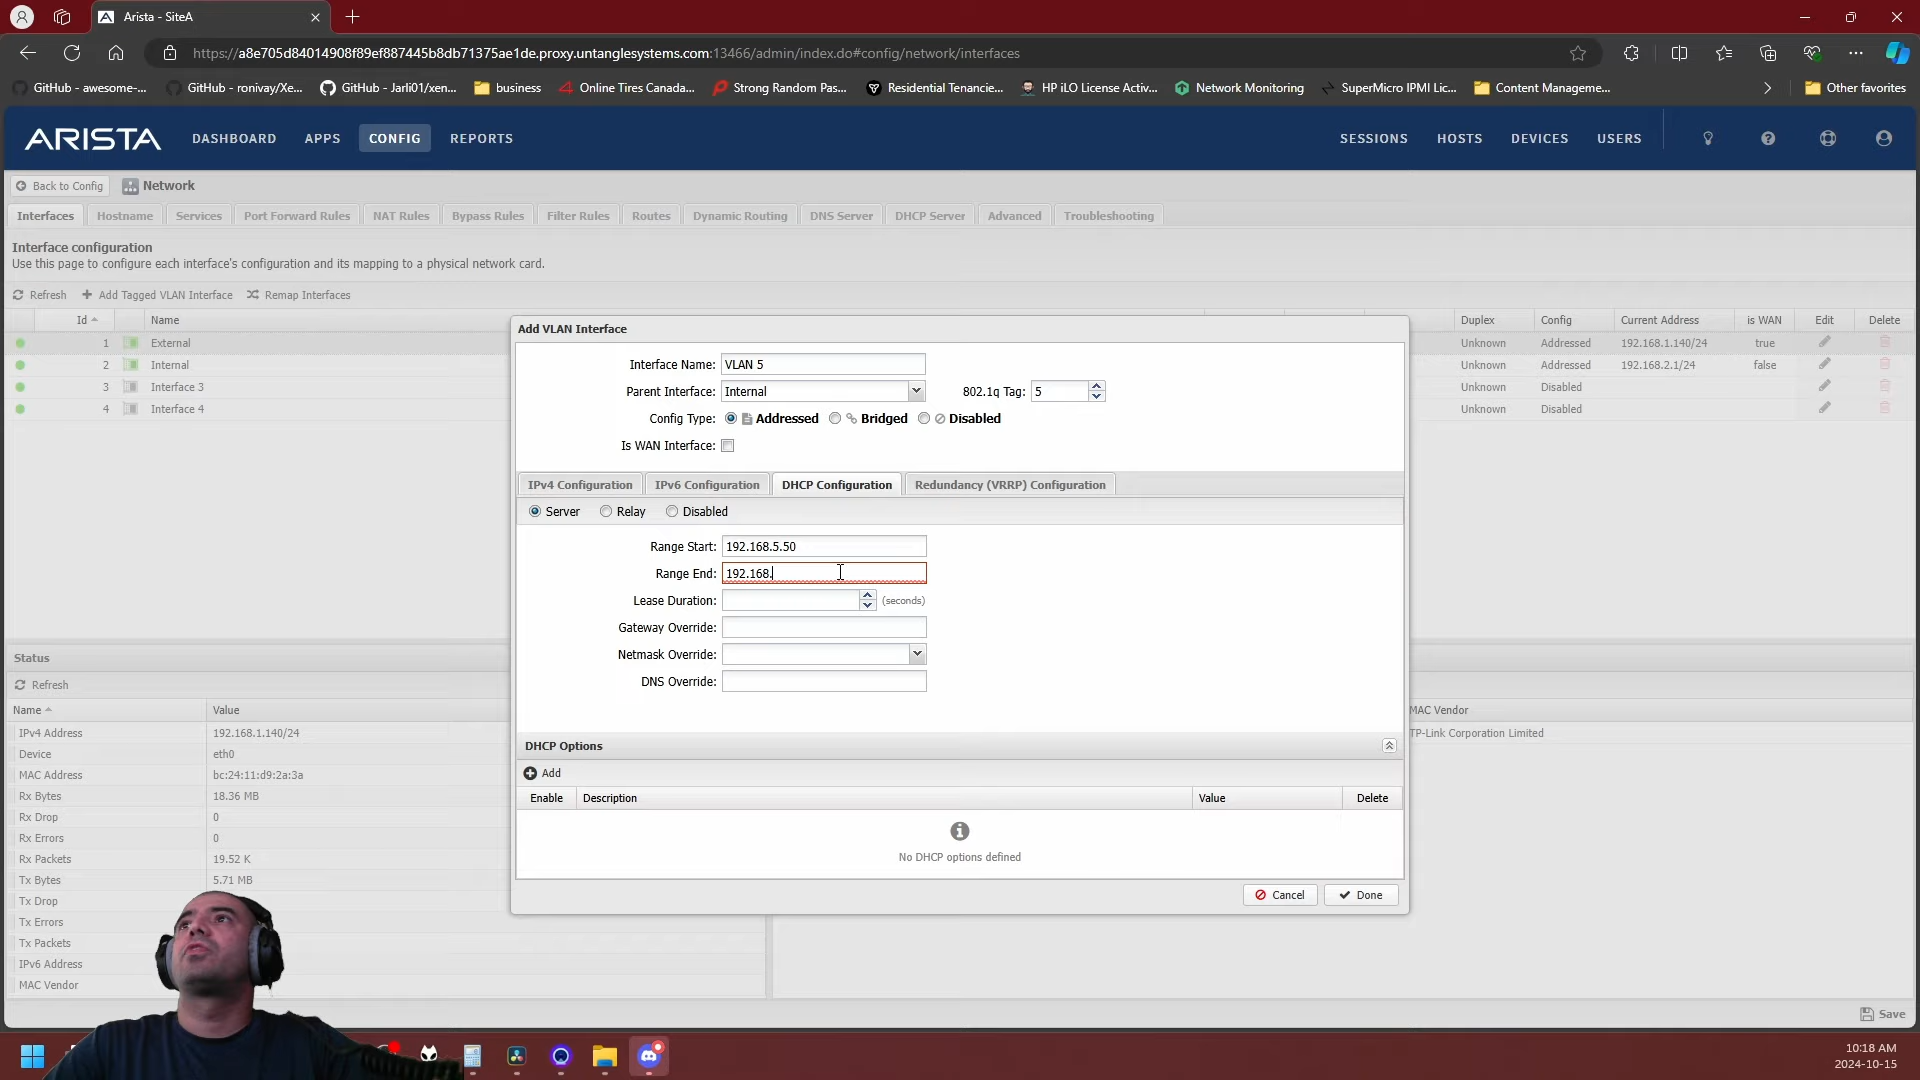 Arista - SiteA
https://a8e705d84014908f89ef887445b8db71375ae1de.proxy.untanglesystems.com:13466/admin/index.do#config/network/interfaces
GitHub - awesome-... GitHub - ronivay/Xe... GitHub - Jarli01/xen... business Online Tires Canada... Strong Random Pas... Residential Tenancie... HP iLO License Activ... Network Monitoring SuperMicro IPMI Lic... Content Manageme... Other favorites
ARISTA DASHBOARD APPS CONFIG REPORTS SESSIONS HOSTS DEVICES USERS
Back to Config Network
Interfaces Hostname Services Port Forward Rules NAT Rules Bypass Rules Filter Rules Routes Dynamic Routing DNS Server DHCP Server Advanced Troubleshooting
Interface configuration
Use this page to configure each interface's configuration and its mapping to a physical network card.
Refresh Add Tagged VLAN Interface Remap Interfaces
Id Name Duplex Config Current Address is WAN Edit Delete
1 External Unknown Addressed 192.168.1.140/24 true
2 Internal Unknown Addressed 192.168.2.1/24 false
3 Interface 3 Unknown Disabled
4 Interface 4 Unknown Disabled
Add VLAN Interface
Interface Name: VLAN 5
Parent Interface: Internal 802.1q Tag: 5
Config Type: Addressed Bridged Disabled
Is WAN Interface:
IPv4 Configuration IPv6 Configuration DHCP Configuration Redundancy (VRRP) Configuration
Server Relay Disabled
Range Start: 192.168.5.50
Range End: 192.168.
Lease Duration: (seconds)
Gateway Override:
Netmask Override:
DNS Override:
DHCP Options
Add
Enable Description Value Delete
No DHCP options defined
Cancel Done
Status
Refresh
Name Value MAC Vendor
IPv4 Address 192.168.1.140/24 TP-Link Corporation Limited
Device eth0
MAC Address bc:24:11:d9:2a:3a
Rx Bytes 18.36 MB
Rx Drop 0
Rx Errors 0
Rx Packets 19.52 K
Tx Bytes 5.71 MB
Tx Drop
Tx Errors
Tx Packets
IPv6 Address
MAC Vendor
Save
10:18 AM
2024-10-15